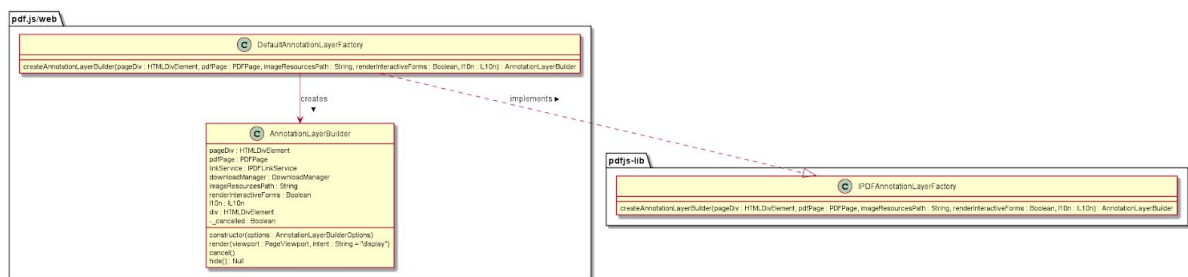 pdf.js/web
C DefaultAnnotationLayerFactory
createAnnotationLayerBuilder(pageDiv : HTMLDivElement, pdfPage : PDFPage, imageResourcesPath : String, renderInteractiveForms : Boolean, l10n : IL10n) : AnnotationLayerBuilder
creates
implements
C AnnotationLayerBuilder
pageDiv : HTMLDivElement
pdfPage : PDFPage
linkService : IPDFLinkService
downloadManager : DownloadManager
imageResourcesPath : String
renderInteractiveForms : Boolean
l10n : IL10n
div : HTMLDivElement
-_cancelled : Boolean
constructor(options : AnnotationLayerBuilderOptions)
render(viewport : PageViewport, intent : String = "display")
cancel()
hide() : Null
pdfjs-lib
C IPDFAnnotationLayerFactory
createAnnotationLayerBuilder(pageDiv : HTMLDivElement, pdfPage : PDFPage, imageResourcesPath : String, renderInteractiveForms : Boolean, l10n : IL10n) : AnnotationLayerBuilder